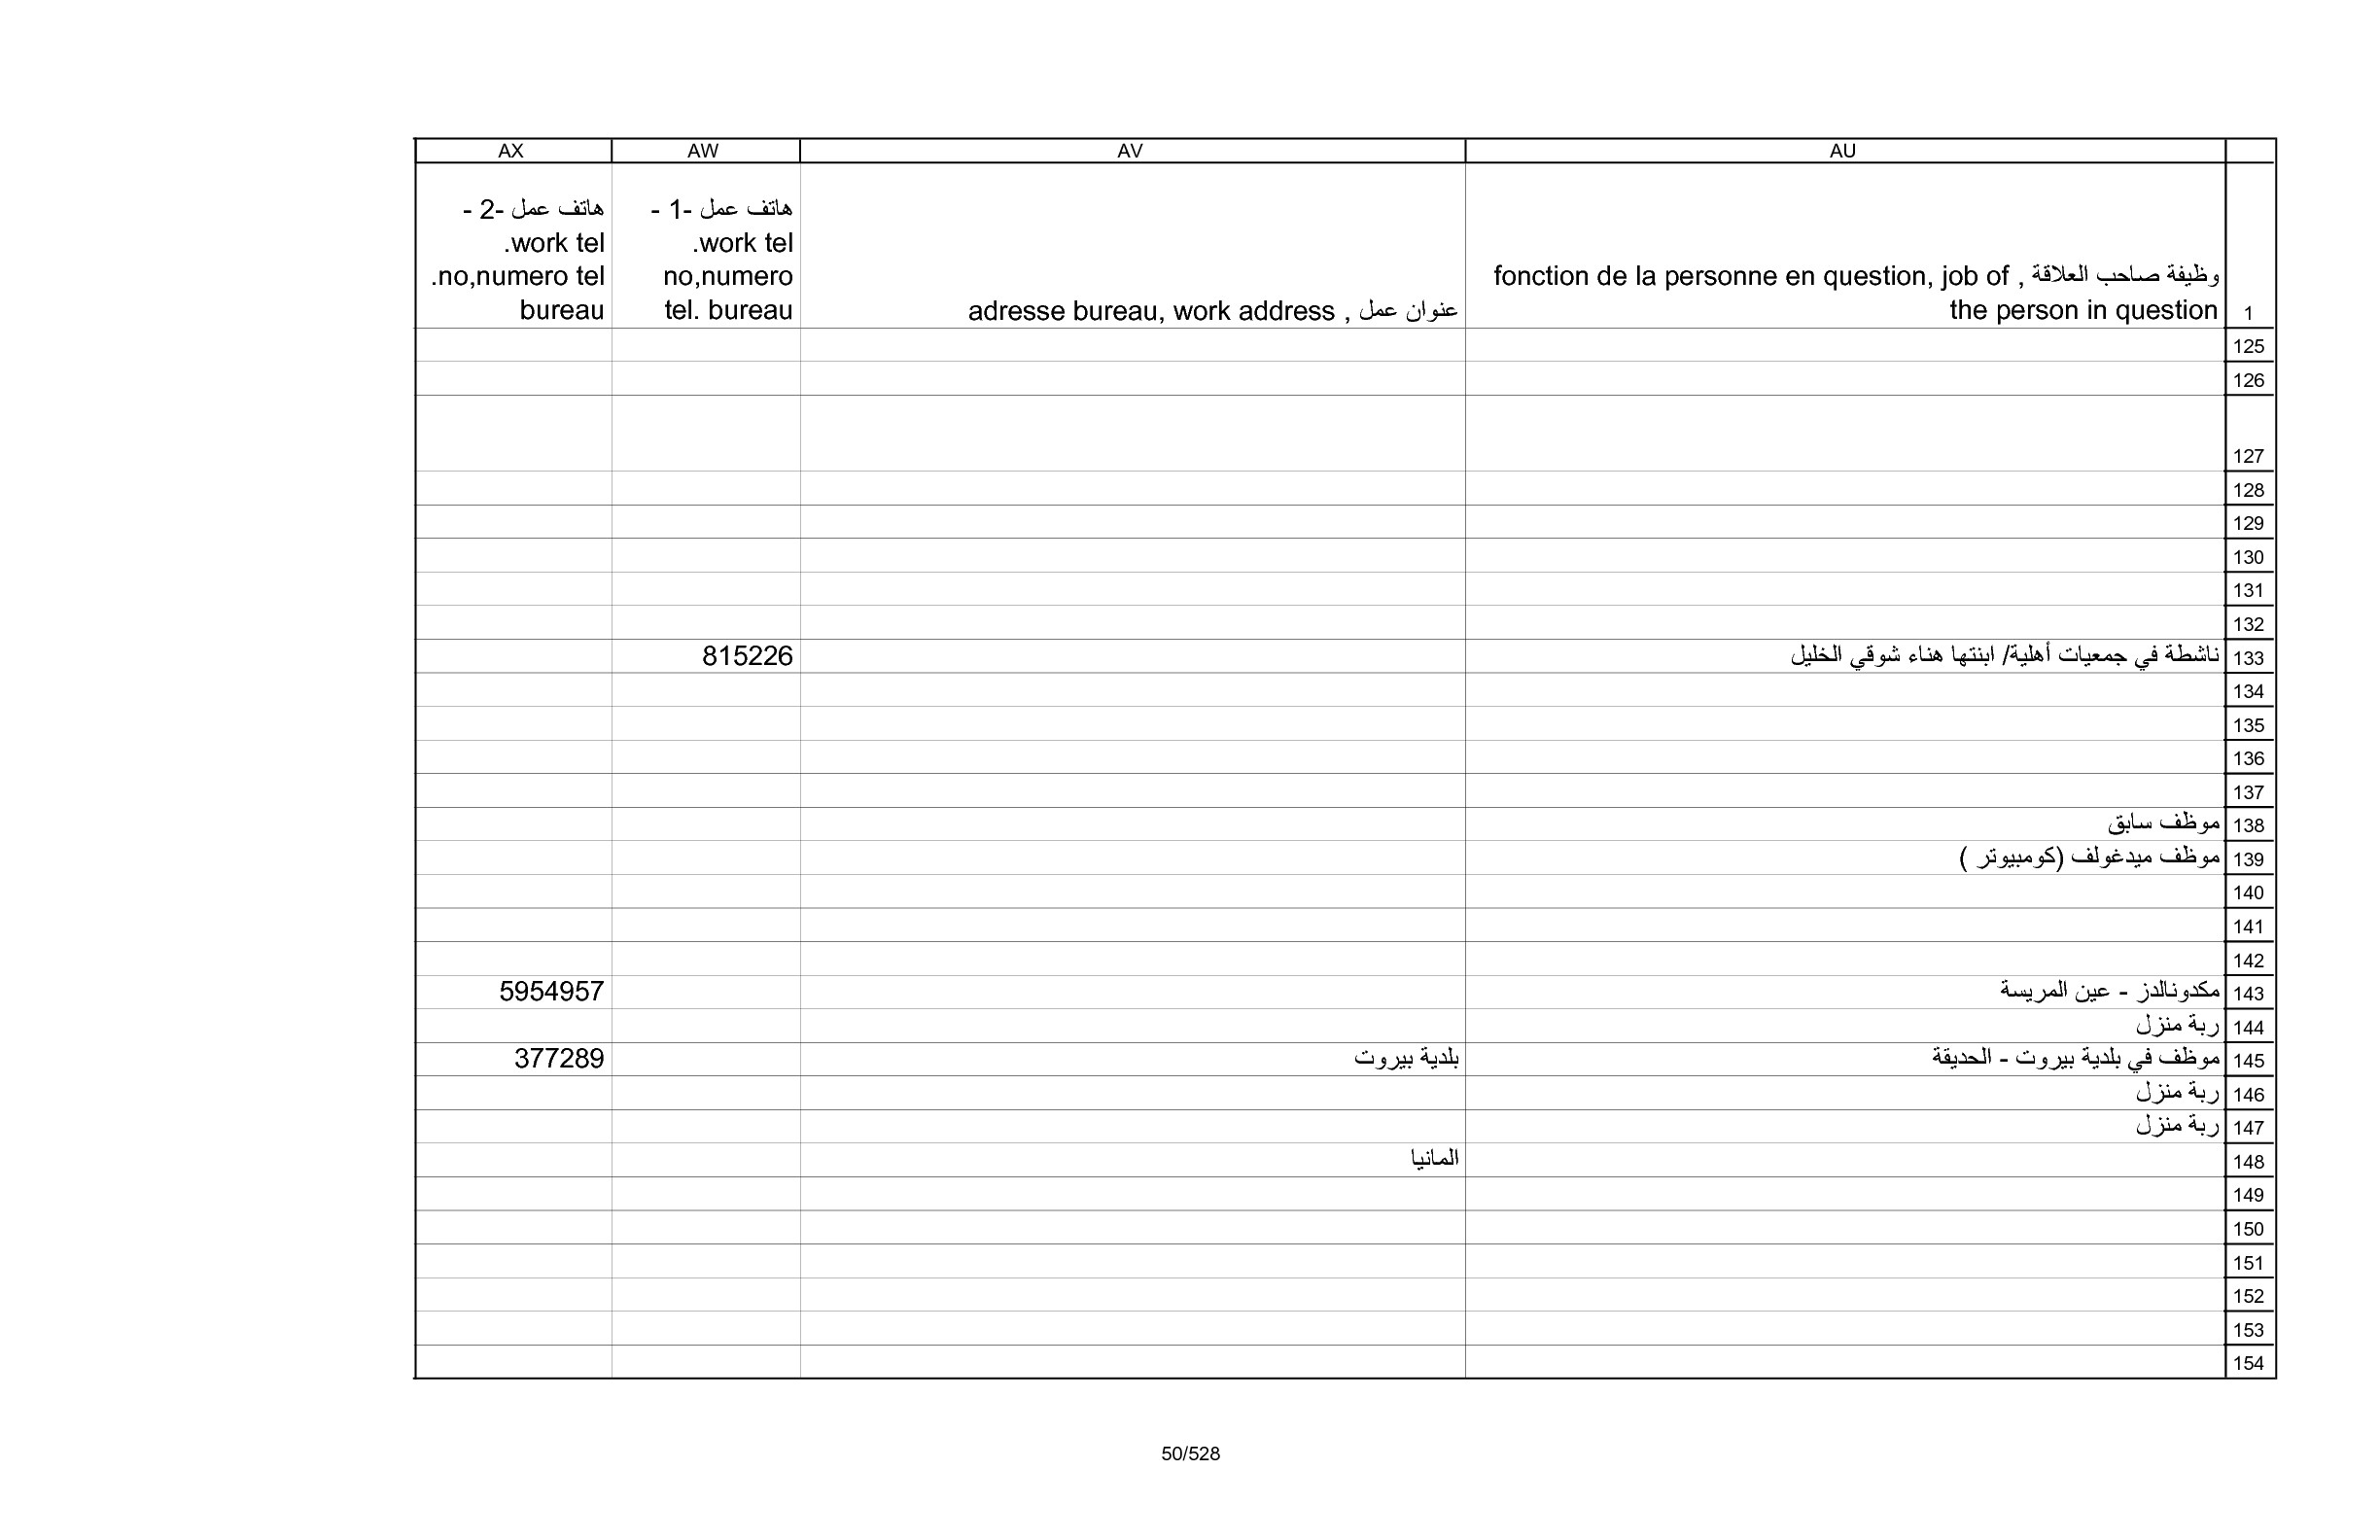 AU AV AW AX
1 وظيفة صاحب العلاقة , fonction de la personne en question, job of the person in question
عنوان عمل , adresse bureau, work address
هاتف عمل -1 -
work tel.
no,numero
tel. bureau
هاتف عمل -2 -
work tel.
no,numero tel.
bureau
125
126
127
128
129
130
131
132
133 ناشطة في جمعيات أهلية/ ابنتها هناء شوقي الخليل 815226
134
135
136
137
138 موظف سابق
139 موظف ميدغولف (كومبيوتر )
140
141
142
143 مكدونالدز - عين المريسة 5954957
144 ربة منزل
145 موظف في بلدية بيروت - الحديقة بلدية بيروت 377289
146 ربة منزل
147 ربة منزل
148 المانيا
149
150
151
152
153
154
50/528